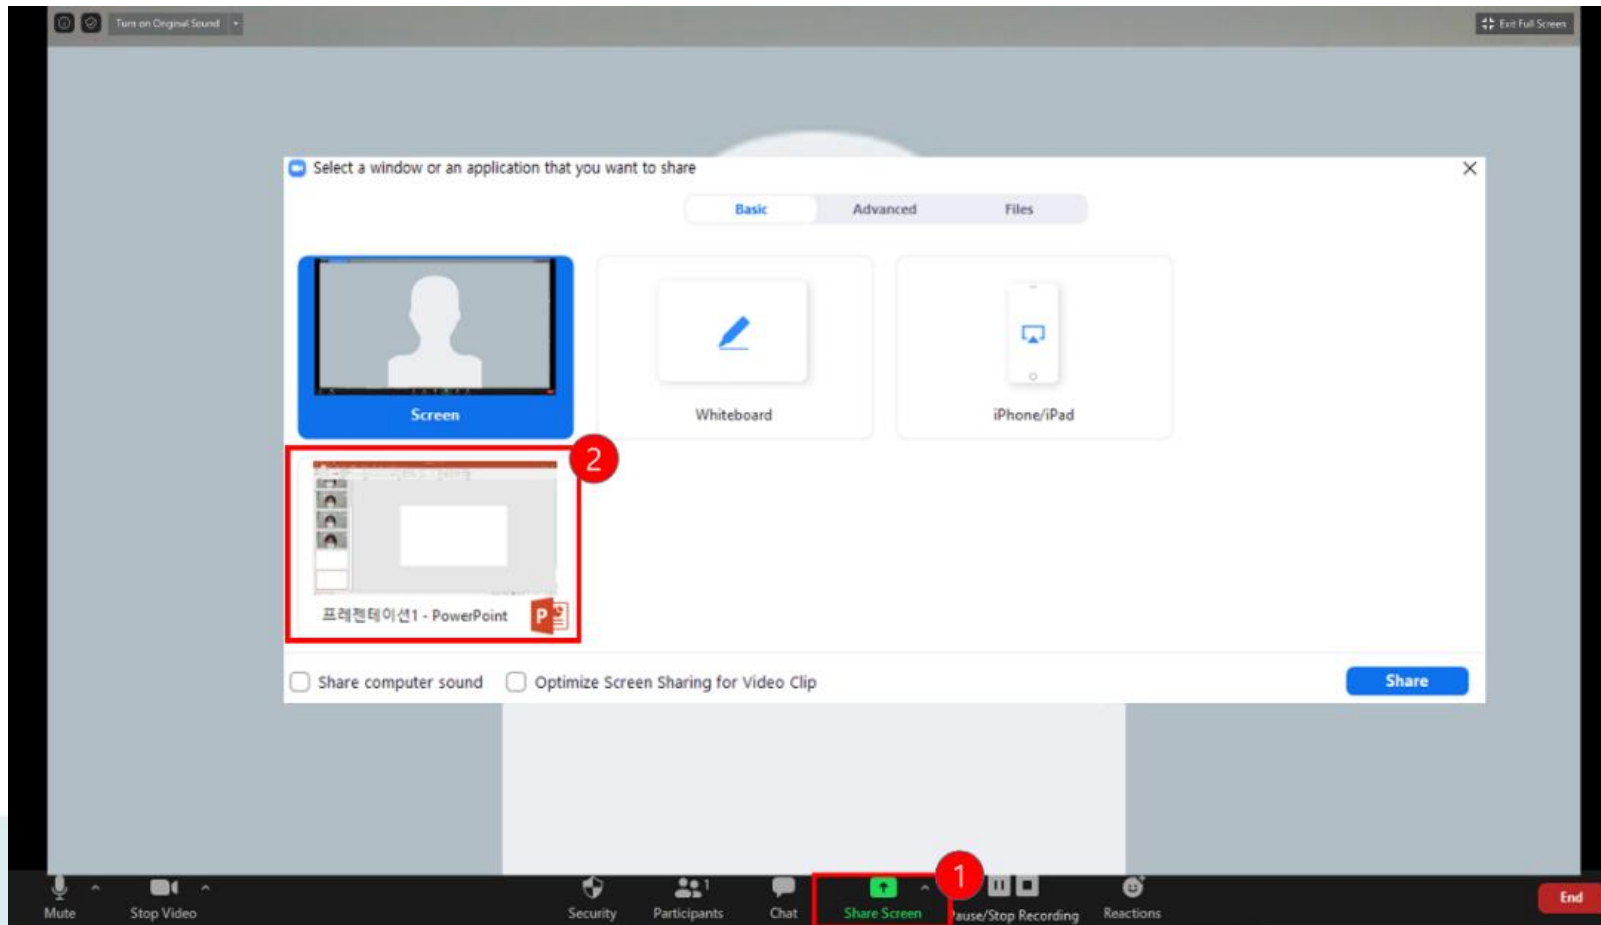 Turn on Original Sound
Exit Full Screen
Select a window or an application that you want to share
Basic Advanced Files
Screen Whiteboard iPhone/iPad
2
프레젠테이션1 - PowerPoint
Share computer sound Optimize Screen Sharing for Video Clip Share
1
Mute Stop Video Security Participants 1 Chat Share Screen Pause/Stop Recording Reactions End